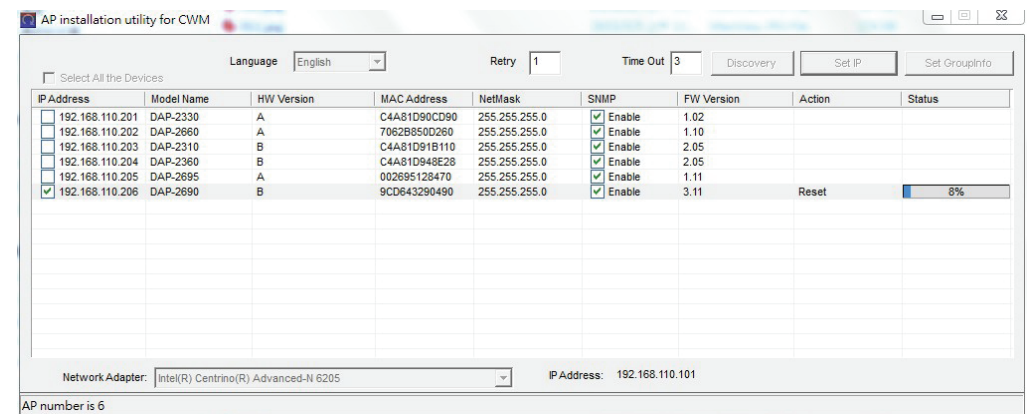 AP installation utility for CWM
Language English Retry 1 Time Out 3 Discovery Set IP Set GroupInfo
Select All the Devices
IP Address Model Name HW Version MAC Address NetMask SNMP FW Version Action Status
192.168.110.201 DAP-2330 A C4A81D90CD90 255.255.255.0 Enable 1.02
192.168.110.202 DAP-2660 A 7062B850D260 255.255.255.0 Enable 1.10
192.168.110.203 DAP-2310 B C4A81D91B110 255.255.255.0 Enable 2.05
192.168.110.204 DAP-2360 B C4A81D948E28 255.255.255.0 Enable 2.05
192.168.110.205 DAP-2695 A 002695128470 255.255.255.0 Enable 1.11
192.168.110.206 DAP-2690 B 9CD643290490 255.255.255.0 Enable 3.11 Reset 8%
Network Adapter: Intel(R) Centrino(R) Advanced-N 6205 IP Address: 192.168.110.101
AP number is 6